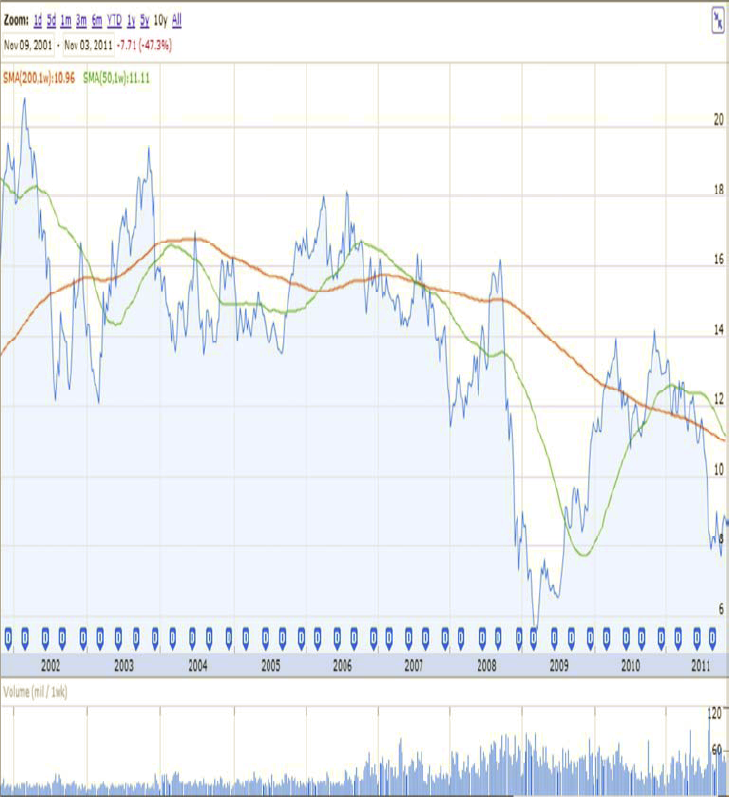 Zoom: 1d 5d 1m 3m 6m YTD 1y 5y 10y All
Nov 09, 2001 - Nov 03, 2011 -7.71 (-47.3%)
SMA(200,1w):10.96 SMA(50,1w):11.11
20
18
16
14
12
10
8
6
D D D D D D D D D D D D D D D D D D D D D D D D D D D D D D D D D D D D D D D D
2002 2003 2004 2005 2006 2007 2008 2009 2010 2011
Volume (mil / 1wk)
120
60